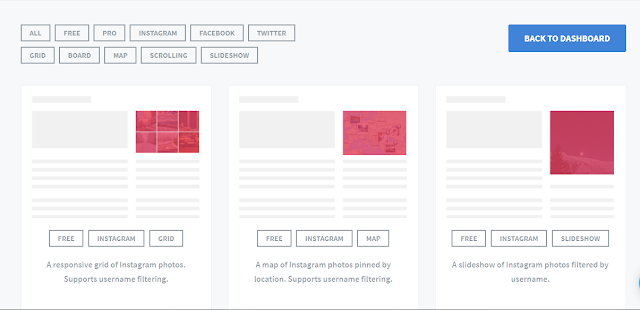 ALL FREE PRO INSTAGRAM FACEBOOK TWITTER
GRID BOARD MAP SCROLLING SLIDESHOW
BACK TO DASHBOARD
FREE INSTAGRAM GRID
A responsive grid of Instagram photos.
Supports username filtering.
FREE INSTAGRAM MAP
A map of Instagram photos pinned by
location. Supports username filtering.
FREE INSTAGRAM SLIDESHOW
A slideshow of Instagram photos filtered by
username.